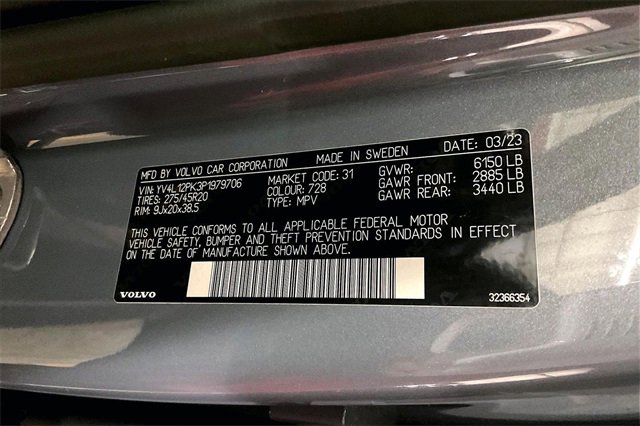 MFD BY VOLVO CAR CORPORATION MADE IN SWEDEN DATE: 03/23
VIN: YV4L12PK3P1979706 MARKET CODE: 31 GVWR: 6150 LB
TIRES: 275/45R20 COLOUR: 728 GAWR FRONT: 2885 LB
RIM: 9Jx20x38.5 TYPE: MPV GAWR REAR: 3440 LB
THIS VEHICLE CONFORMS TO ALL APPLICABLE FEDERAL MOTOR
VEHICLE SAFETY, BUMPER AND THEFT PREVENTION STANDARDS IN EFFECT
ON THE DATE OF MANUFACTURE SHOWN ABOVE.
VOLVO 32366354